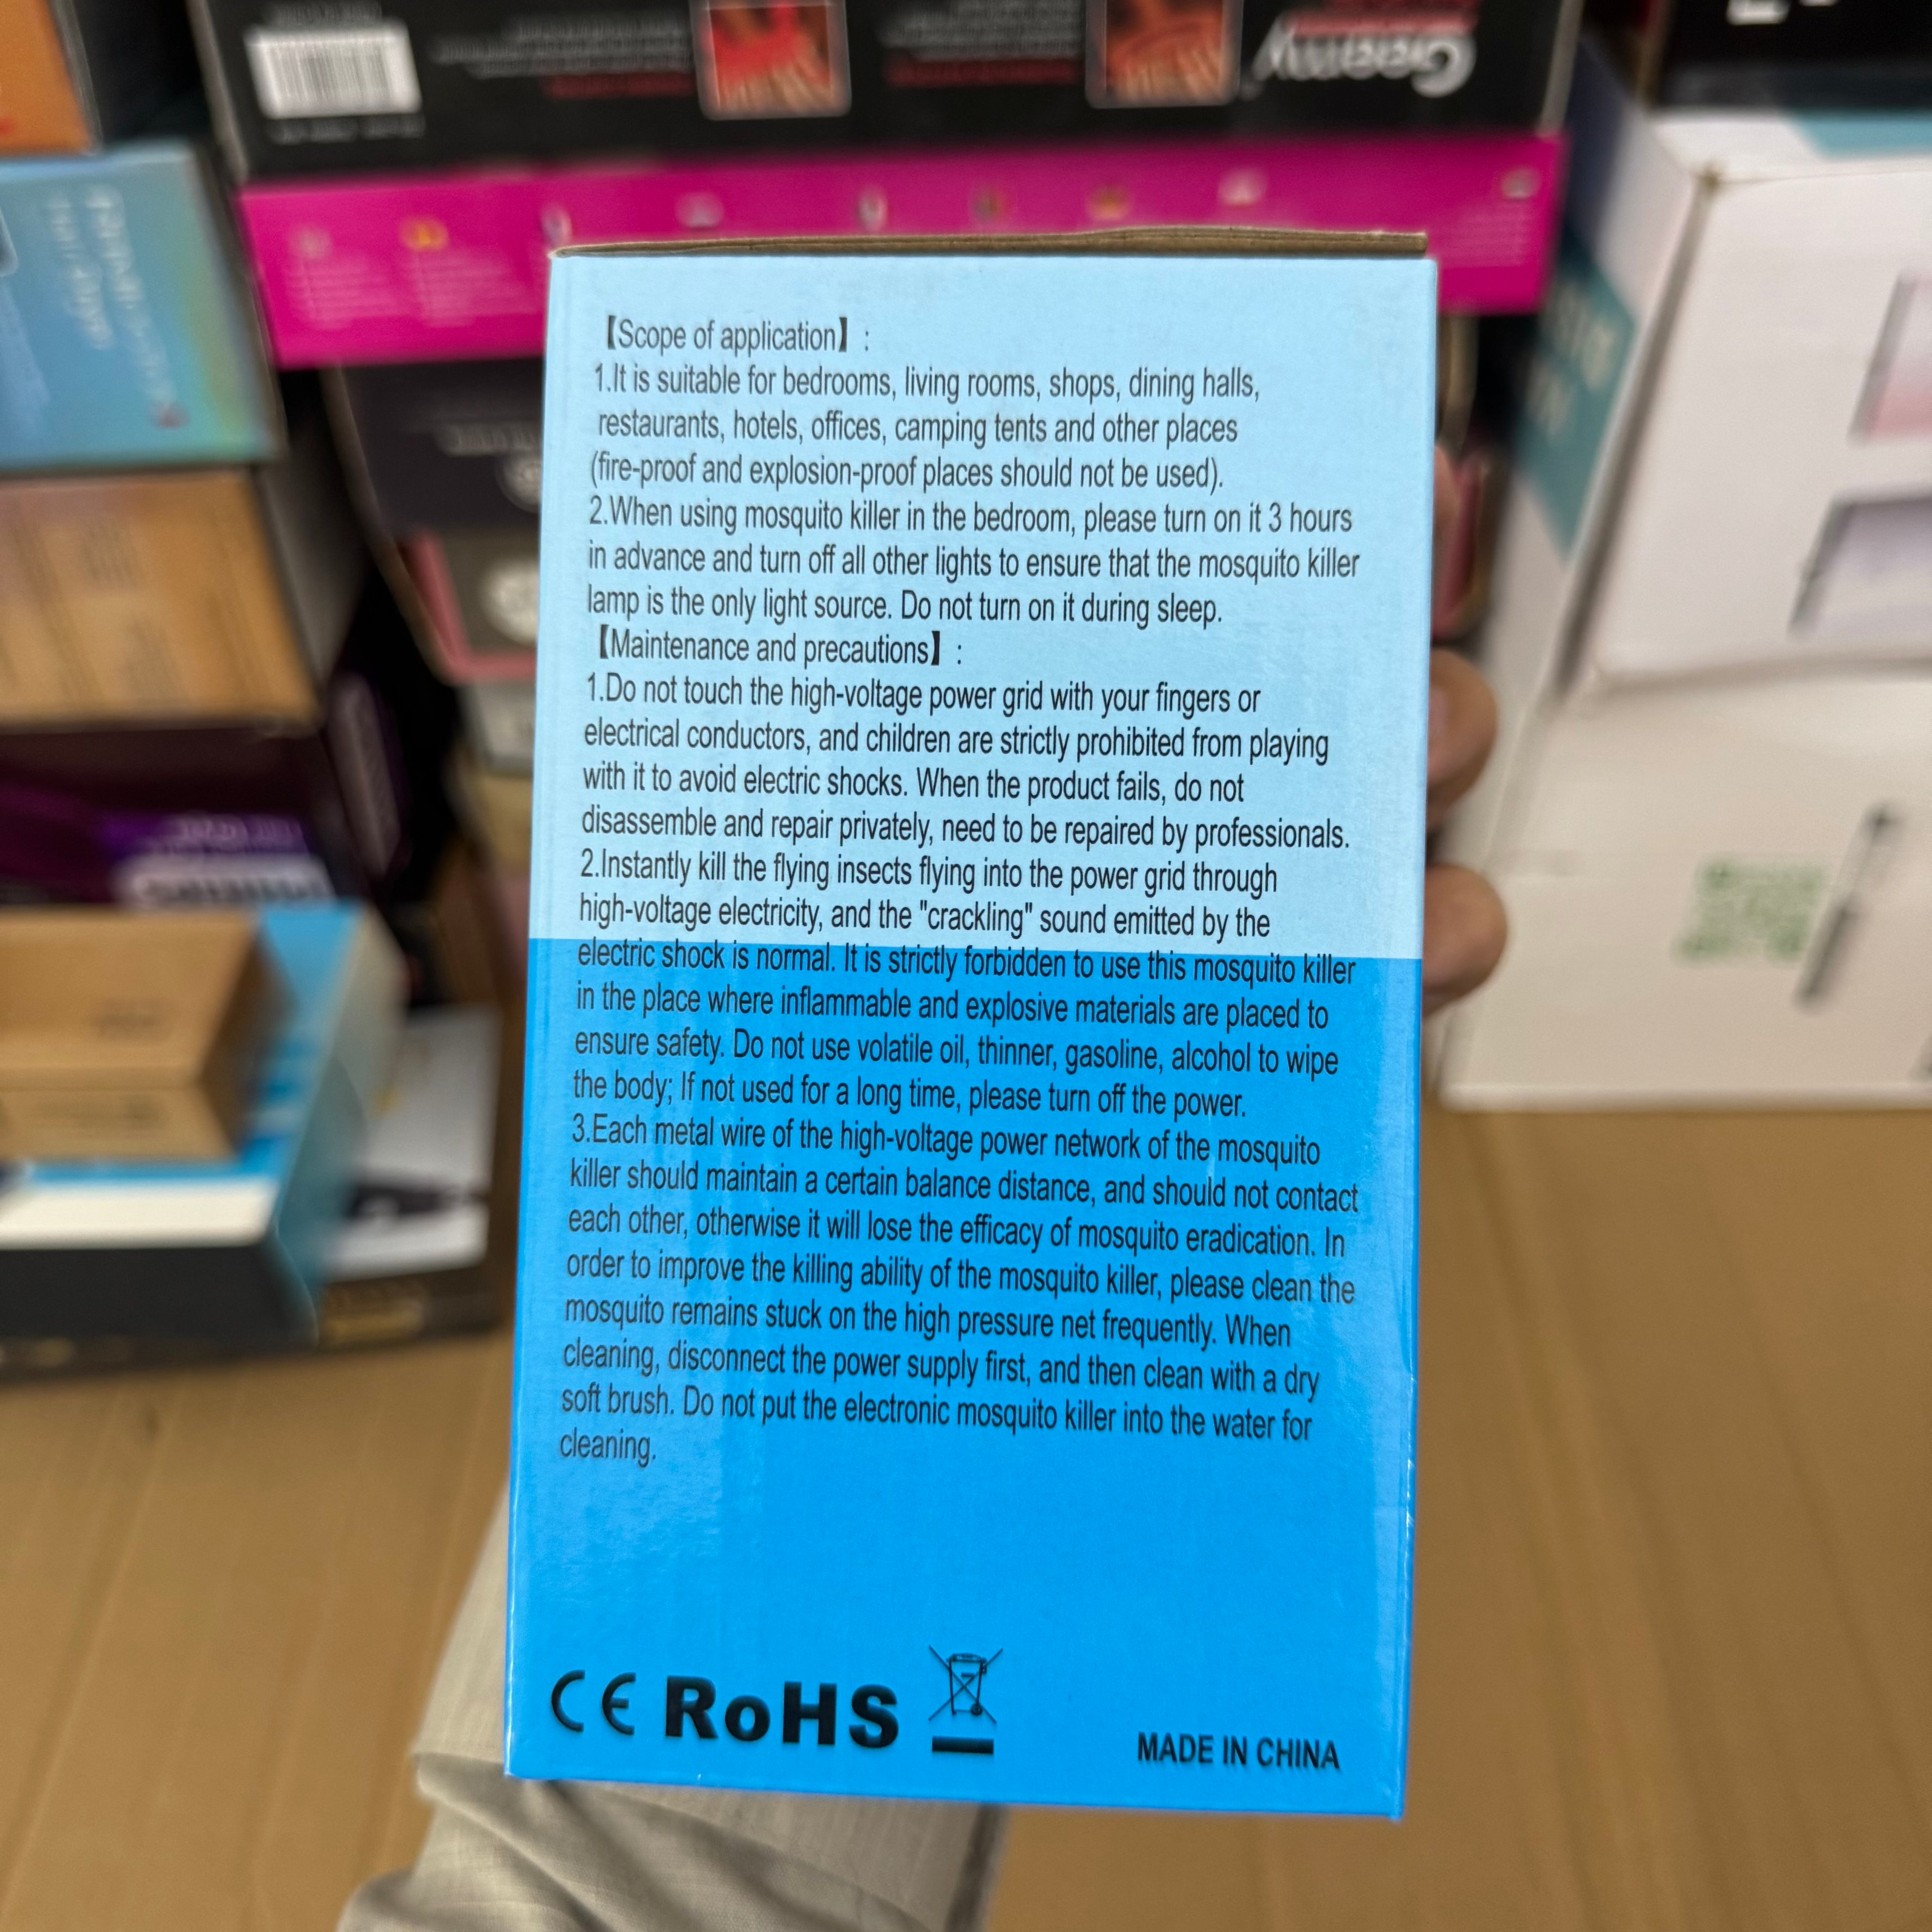 Geemy
【Scope of application】 :
1.It is suitable for bedrooms, living rooms, shops, dining halls,
restaurants, hotels, offices, camping tents and other places
(fire-proof and explosion-proof places should not be used).
2.When using mosquito killer in the bedroom, please turn on it 3 hours
in advance and turn off all other lights to ensure that the mosquito killer
lamp is the only light source. Do not turn on it during sleep.
【Maintenance and precautions】 :
1.Do not touch the high-voltage power grid with your fingers or
electrical conductors, and children are strictly prohibited from playing
with it to avoid electric shocks. When the product fails, do not
disassemble and repair privately, need to be repaired by professionals.
2.Instantly kill the flying insects flying into the power grid through
high-voltage electricity, and the "crackling" sound emitted by the
electric shock is normal. It is strictly forbidden to use this mosquito killer
in the place where inflammable and explosive materials are placed to
ensure safety. Do not use volatile oil, thinner, gasoline, alcohol to wipe
the body; If not used for a long time, please turn off the power.
3.Each metal wire of the high-voltage power network of the mosquito
killer should maintain a certain balance distance, and should not contact
each other, otherwise it will lose the efficacy of mosquito eradication. In
order to improve the killing ability of the mosquito killer, please clean the
mosquito remains stuck on the high pressure net frequently. When
cleaning, disconnect the power supply first, and then clean with a dry
soft brush. Do not put the electronic mosquito killer into the water for
cleaning.
CE RoHS
MADE IN CHINA